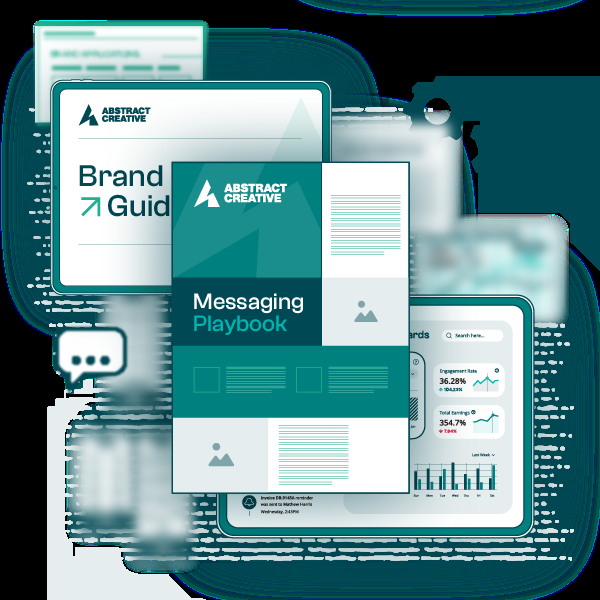 BRAND APPLICATIONS
ABSTRACT
CREATIVE
Brand
Guid
ABSTRACT
CREATIVE
Messaging
Playbook
ards
Search here...
Engagement Rate
36.28%
104.23%
Total Earnings
354.7%
7.84%
Last Week
Sun Mon Tue Wed Thu Fri Sat
Invoice DB.P148A reminder
was sent to Mathew Harris
Wednesday, 2:43PM